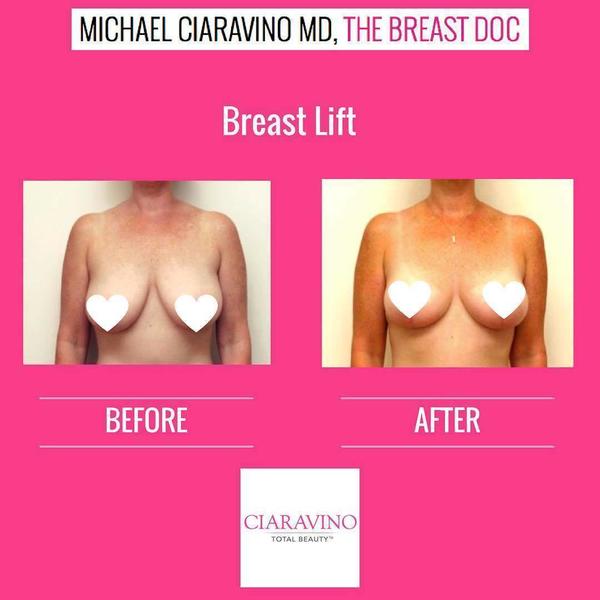 MICHAEL CIARAVINO MD, THE BREAST DOC
Breast Lift
BEFORE
AFTER
CIARAVINO
TOTAL BEAUTY™